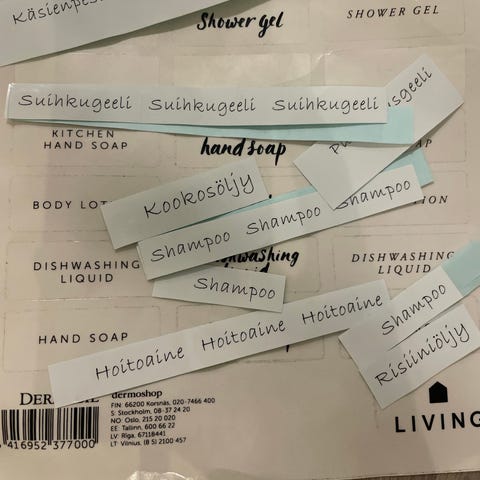 Shower Gel
SHOWER GEL
Suihkugeeli Suihkugeeli Suihkugeeli
KITCHEN
HAND SOAP
hand soap
Kookosöljy
BODY
Shampoo Shampoo Shampoo
DISHWASHING
LIQUID
DISHWASHING
LIQUID
Shampoo
Hoitoaine Hoitoaine Hoitoaine
Shampoo
Risiiniöljy
HAND SOAP
dermoshop
FIN: 66200 Korsnäs, 020-7466 400
S: Stockholm, 08-37 24 20
NO: Oslo, 215 20 020
EE: Tallinn, 600 66 22
LV: Rīga, 67118441
LT: Vilnius, (8 5) 2100 457
416952 377000
LIVING